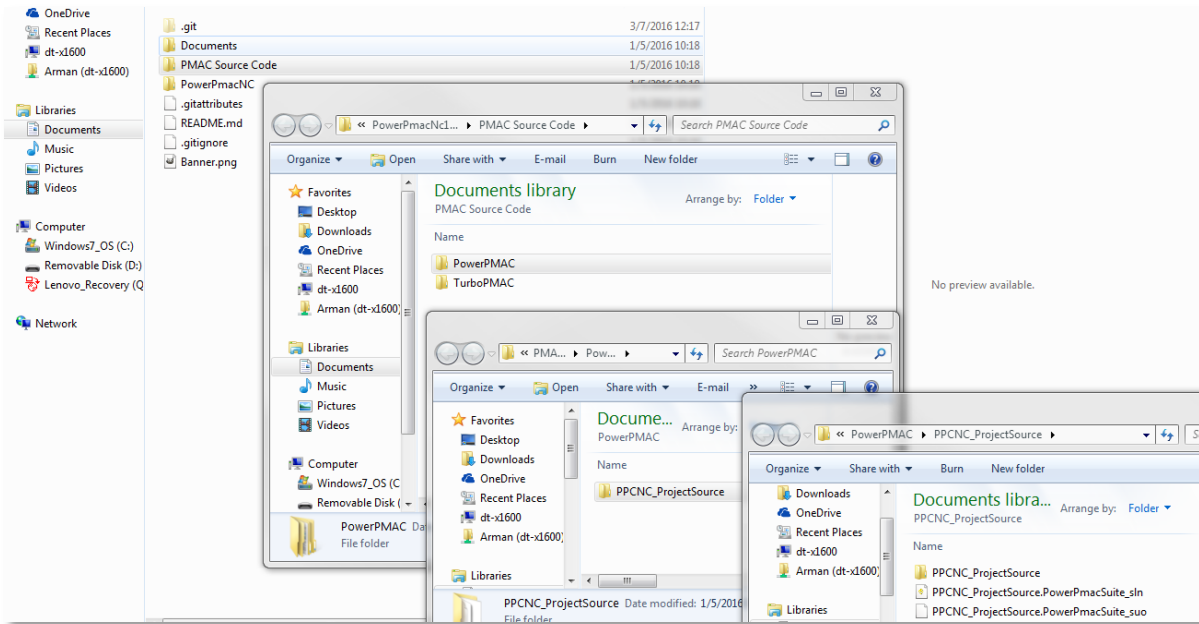 OneDrive
Recent Places
dt-x1600
Arman (dt-x1600)
Libraries
Documents
Music
Pictures
Videos
Computer
Windows7_OS (C:)
Removable Disk (D:)
Lenovo_Recovery (Q
Network
.git 3/7/2016 12:17
Documents 1/5/2016 10:18
PMAC Source Code 1/5/2016 10:18
PowerPmacNC
.gitattributes
README.md
.gitignore
Banner.png
No preview available.
« PowerPmacNc1... PMAC Source Code
Search PMAC Source Code
Organize Open Share with E-mail Burn New folder
Favorites
Desktop
Downloads
OneDrive
Recent Places
dt-x1600
Arman (dt-x1600)
Libraries
Documents
Music
Pictures
Videos
Computer
Windows7_OS (C
Removable Disk (
Documents library
PMAC Source Code
Arrange by: Folder
Name
PowerPMAC
TurboPMAC
PowerPMAC Da
File folder
« PMA... Pow...
Search PowerPMAC
Organize Open Share with E-mail »
Favorites
Desktop
Downloads
OneDrive
Recent Places
dt-x1600
Arman (dt-x1600)
Libraries
Docume...
PowerPMAC
Arrange by:
Name
PPCNC_ProjectSource
PPCNC_ProjectSource Date modified: 1/5/2016
File folder
« PowerPMAC PPCNC_ProjectSource
Organize Share with Burn New folder
Downloads
OneDrive
Recent Places
dt-x1600
Arman (dt-x1600)
Libraries
Documents libra...
PPCNC_ProjectSource
Arrange by: Folder
Name
PPCNC_ProjectSource
PPCNC_ProjectSource.PowerPmacSuite_sln
PPCNC_ProjectSource.PowerPmacSuite_suo